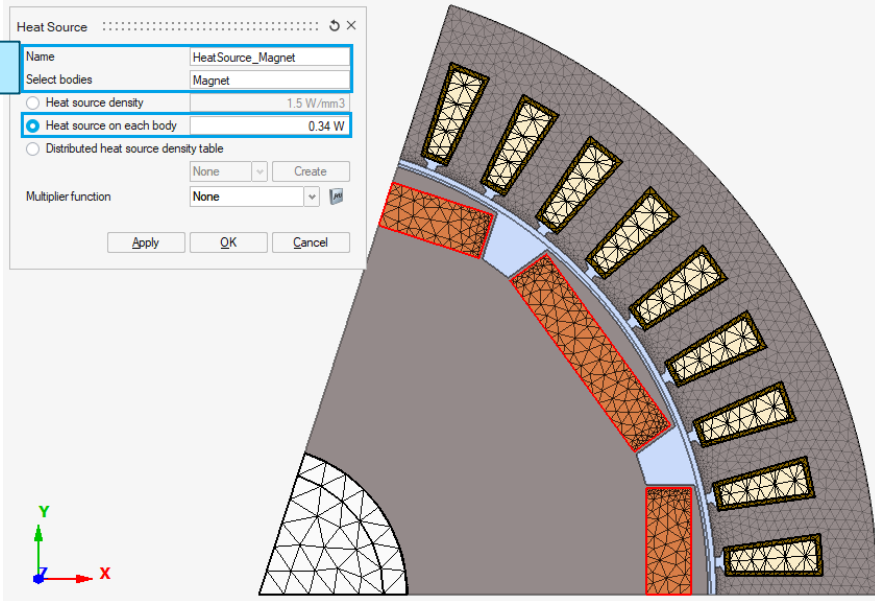 Heat Source
Name HeatSource_Magnet
Select bodies Magnet
Heat source density 1.5 W/mm3
Heat source on each body 0.34 W
Distributed heat source density table
None Create
Multiplier function None
Apply OK Cancel
Y
Z X